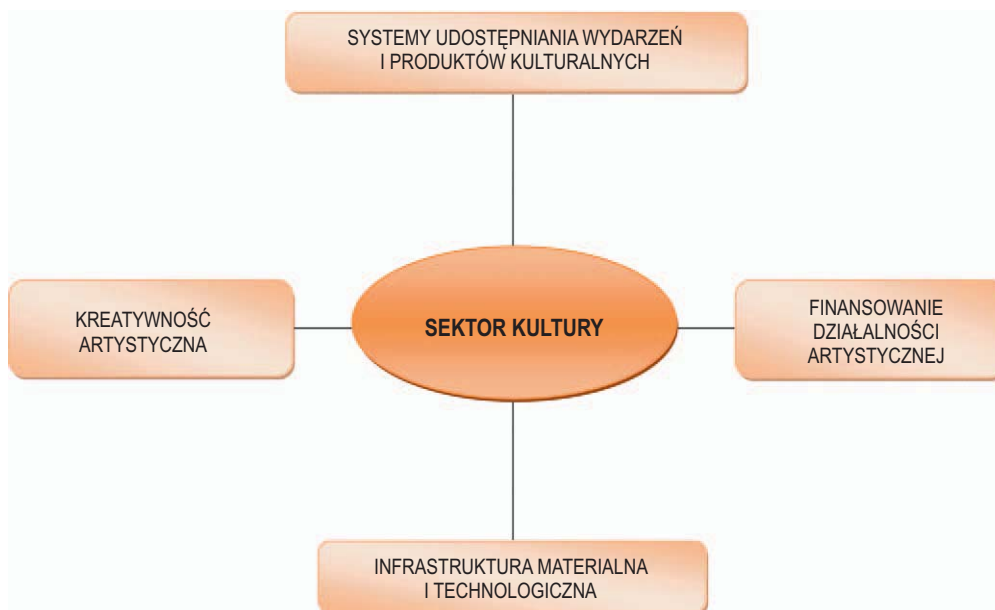 SYSTEMY UDOSTĘPNIANIA WYDARZEŃ
I PRODUKTÓW KULTURALNYCH
KREATYWNOŚĆ
ARTYSTYCZNA
SEKTOR KULTURY
FINANSOWANIE
DZIAŁALNOŚCI
ARTYSTYCZNEJ
INFRASTRUKTURA MATERIALNA
I TECHNOLOGICZNA